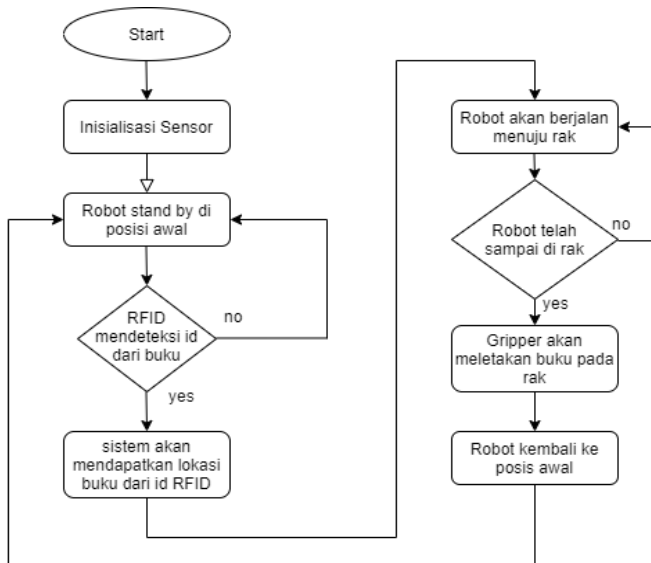 Start
Inisialisasi Sensor
Robot stand by di
posisi awal
RFID
mendeteksi id
dari buku
no
yes
sistem akan
mendapatkan lokasi
buku dari id RFID
Robot akan berjalan
menuju rak
Robot telah
sampai di rak
no
yes
Gripper akan
meletakan buku pada
rak
Robot kembali ke
posis awal